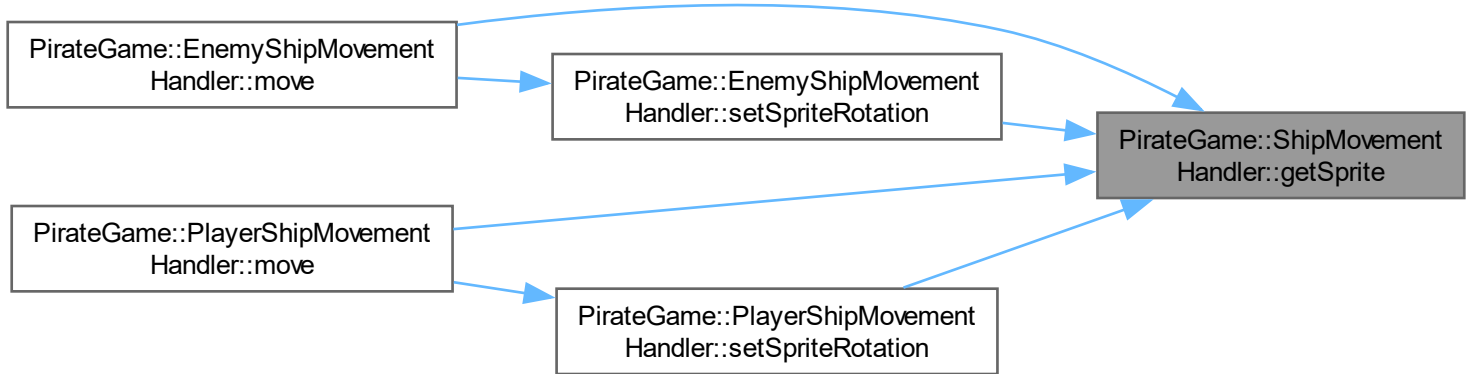 PirateGame::EnemyShipMovement
Handler::move
PirateGame::EnemyShipMovement
Handler::setSpriteRotation
PirateGame::ShipMovement
Handler::getSprite
PirateGame::PlayerShipMovement
Handler::move
PirateGame::PlayerShipMovement
Handler::setSpriteRotation